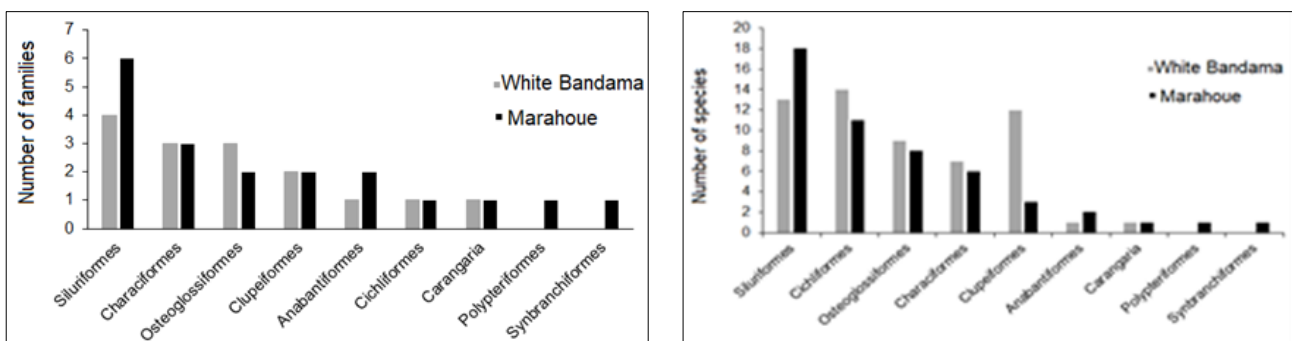 Number of families
7
6
5
4
3
2
1
0
White Bandama
Marahoue
Siluriformes
Characiformes
Osteoglossiformes
Clupeiformes
Anabantiformes
Cichliformes
Carangaria
Polypteriformes
Synbranchiformes
Number of species
20
18
16
14
12
10
8
6
4
2
0
White Bandama
Marahoue
Siluriformes
Cichliformes
Osteoglossiformes
Characiformes
Clupeiformes
Anabantiformes
Carangaria
Polypteriformes
Synbranchiformes